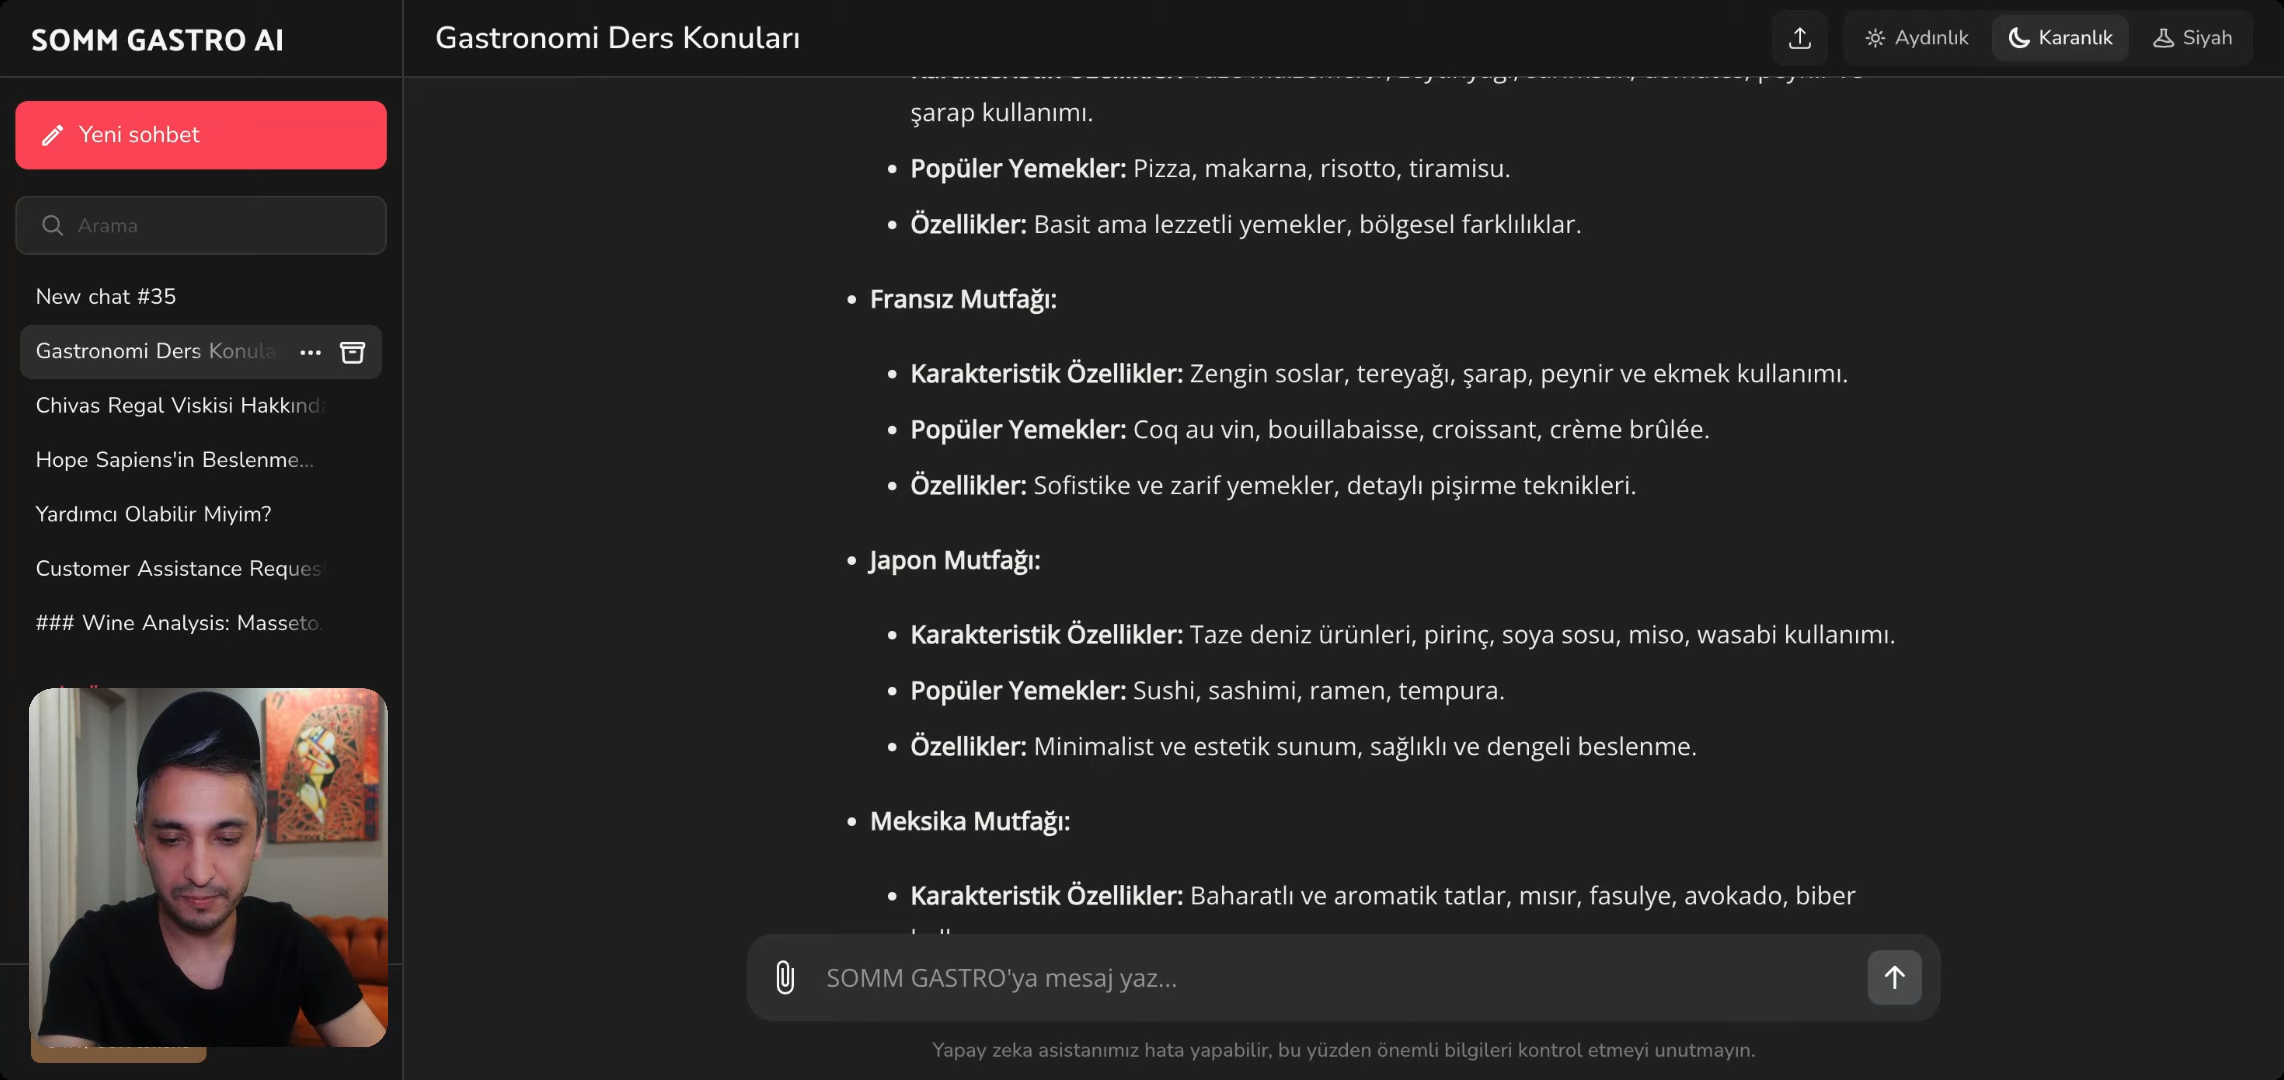 SOMM GASTRO AI
Yeni sohbet
Arama
New chat #35
Gastronomi Ders Konula
Chivas Regal Viskisi Hakkında
Hope Sapiens'in Beslenme...
Yardımcı Olabilir Miyim?
Customer Assistance Request
### Wine Analysis: Masseto...
Gastronomi Ders Konuları
Aydınlık
Karanlık
Siyah
şarap kullanımı.
• Popüler Yemekler: Pizza, makarna, risotto, tiramisu.
• Özellikler: Basit ama lezzetli yemekler, bölgesel farklılıklar.
• Fransız Mutfağı:
• Karakteristik Özellikler: Zengin soslar, tereyağı, şarap, peynir ve ekmek kullanımı.
• Popüler Yemekler: Coq au vin, bouillabaisse, croissant, crème brûlée.
• Özellikler: Sofistike ve zarif yemekler, detaylı pişirme teknikleri.
• Japon Mutfağı:
• Karakteristik Özellikler: Taze deniz ürünleri, pirinç, soya sosu, miso, wasabi kullanımı.
• Popüler Yemekler: Sushi, sashimi, ramen, tempura.
• Özellikler: Minimalist ve estetik sunum, sağlıklı ve dengeli beslenme.
• Meksika Mutfağı:
• Karakteristik Özellikler: Baharatlı ve aromatik tatlar, mısır, fasulye, avokado, biber
SOMM GASTRO'ya mesaj yaz...
Yapay zeka asistanımız hata yapabilir, bu yüzden önemli bilgileri kontrol etmeyi unutmayın.